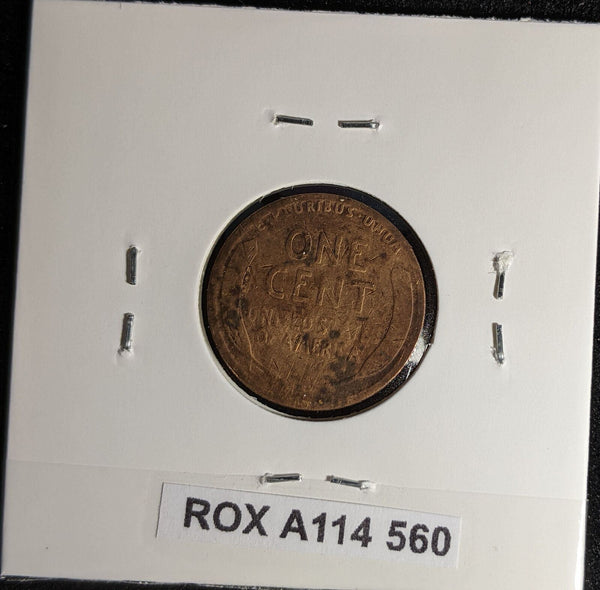 E·PLURIBUS·UNUM
ONE
CENT
UNITED STATES
OF AMERICA
ROX A114 560